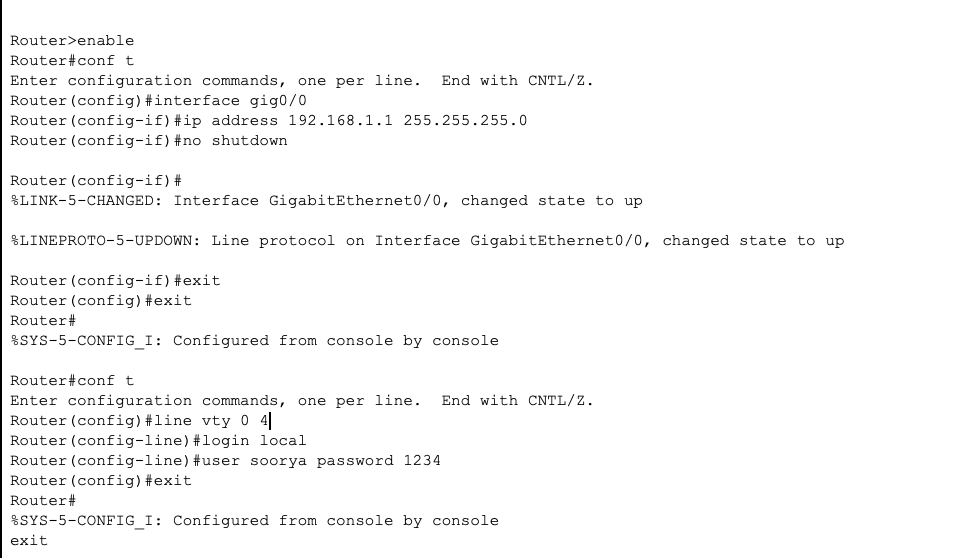 Router>enable
Router#conf t
Enter configuration commands, one per line.  End with CNTL/Z.
Router(config)#interface gig0/0
Router(config-if)#ip address 192.168.1.1 255.255.255.0
Router(config-if)#no shutdown
Router(config-if)#
%LINK-5-CHANGED: Interface GigabitEthernet0/0, changed state to up
%LINEPROTO-5-UPDOWN: Line protocol on Interface GigabitEthernet0/0, changed state to up
Router(config-if)#exit
Router(config)#exit
Router#
%SYS-5-CONFIG_I: Configured from console by console
Router#conf t
Enter configuration commands, one per line.  End with CNTL/Z.
Router(config)#line vty 0 4
Router(config-line)#login local
Router(config-line)#user soorya password 1234
Router(config)#exit
Router#
%SYS-5-CONFIG_I: Configured from console by console
exit